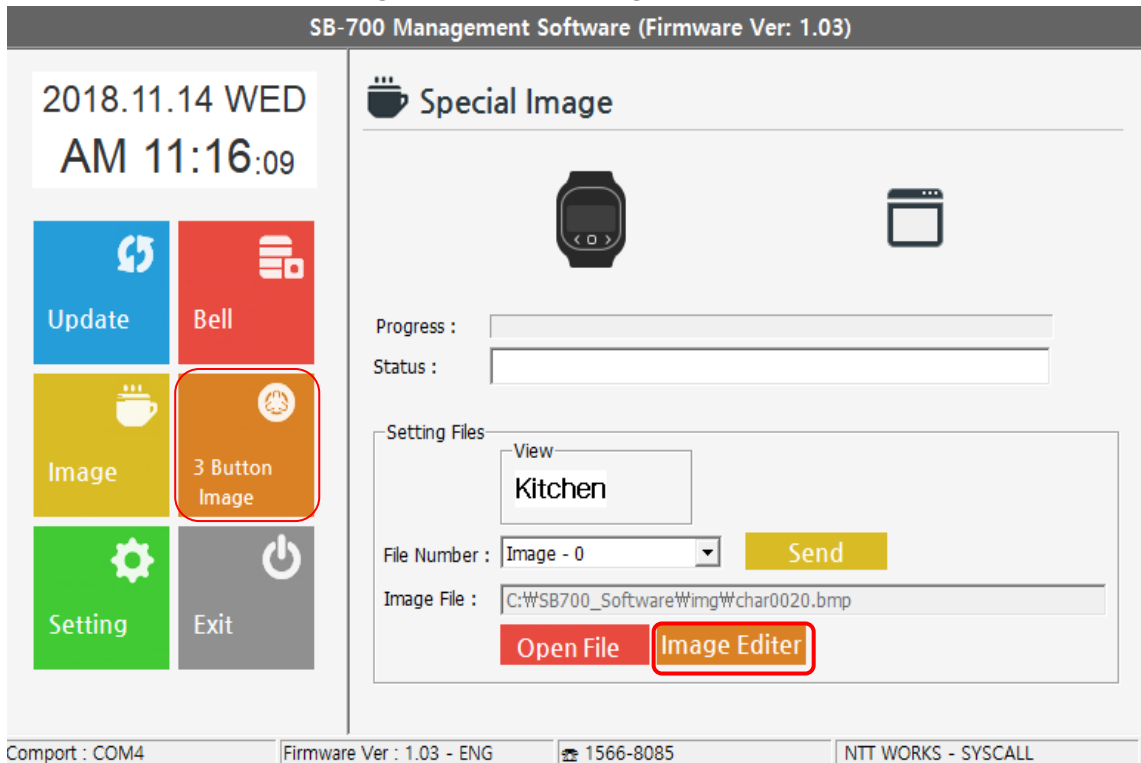 SB-700 Management Software (Firmware Ver: 1.03)
2018.11.14 WED
AM 11:16:09
Update
Bell
Image
3 Button
Image
Setting
Exit
Special Image
Progress :
Status :
Setting Files
View
Kitchen
File Number :
Image - 0
Send
Image File :
C:₩SB700_Software₩img₩char0020.bmp
Open File
Image Editer
Comport : COM4
Firmware Ver : 1.03 - ENG
☎ 1566-8085
NTT WORKS - SYSCALL